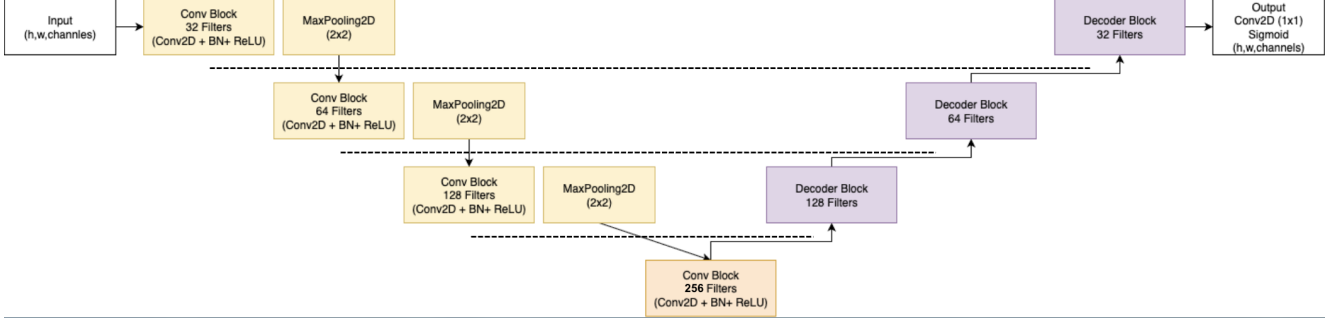 Input
(h,w,channles)
Conv Block
32 Filters
(Conv2D + BN+ ReLU)
MaxPooling2D
(2x2)
Decoder Block
32 Filters
Output
Conv2D (1x1)
Sigmoid
(h,w,channels)
Conv Block
64 Filters
(Conv2D + BN+ ReLU)
MaxPooling2D
(2x2)
Decoder Block
64 Filters
Conv Block
128 Filters
(Conv2D + BN+ ReLU)
MaxPooling2D
(2x2)
Decoder Block
128 Filters
Conv Block
256 Filters
(Conv2D + BN+ ReLU)